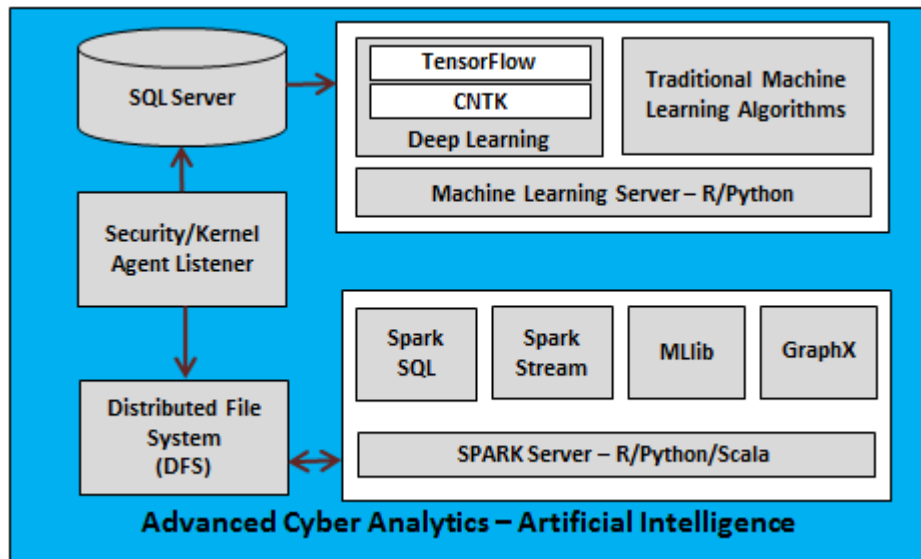 SQL Server
TensorFlow
CNTK
Deep Learning
Traditional Machine
Learning Algorithms
Machine Learning Server – R/Python
Security/Kernel
Agent Listener
Distributed File
System
(DFS)
Spark
SQL
Spark
Stream
MLlib
GraphX
SPARK Server – R/Python/Scala
Advanced Cyber Analytics – Artificial Intelligence